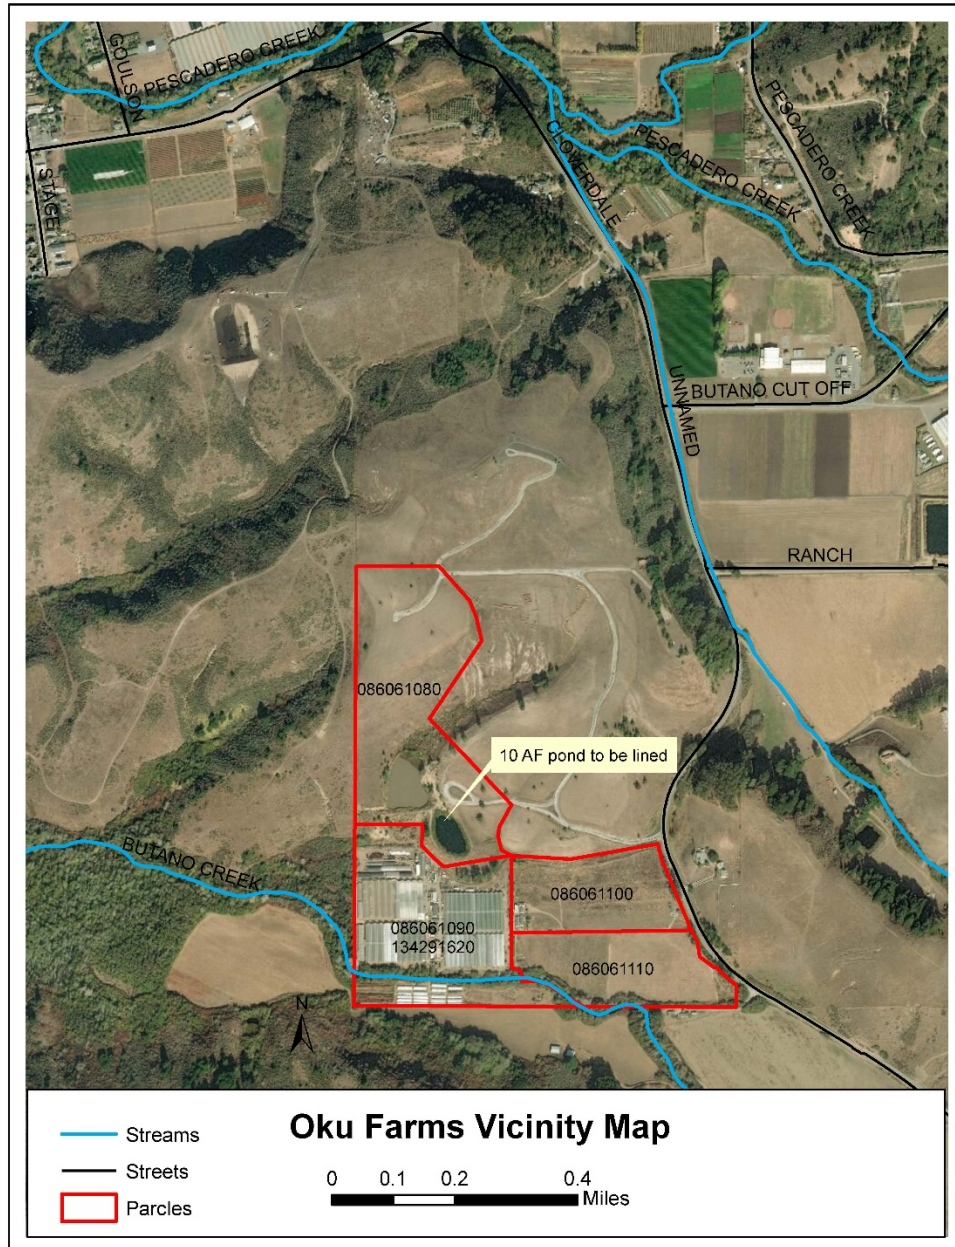 GOULSON
PESCADERO CREEK
STAGE
CLOVERDALE
PESCADERO CREEK
PESCADERO CREEK
UNNAMED
BUTANO CUT OFF
RANCH
086061080
10 AF pond to be lined
BUTANO CREEK
086061100
086061090
134291620
086061110
N
Oku Farms Vicinity Map
Streams
Streets
Parcles
0 0.1 0.2 0.4
Miles